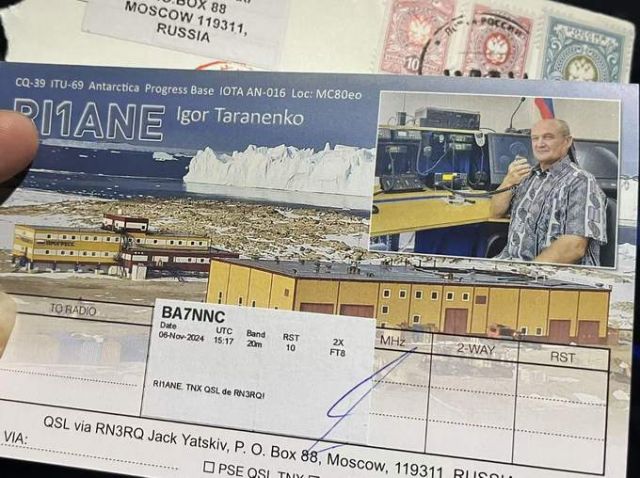 P.O. BOX 88
MOSCOW 119311,
RUSSIA
10
CQ-39 ITU-69 Antarctica Progress Base IOTA AN-016 Loc: MC80eo
RI1ANE Igor Taranenko
TO RADIO
MHz
2-WAY
RST
BA7NNC
Date UTC Band RST 2X
06-Nov-2024 15:17 20m 10 FT8
RI1ANE. TNX QSL de RN3RQ!
QSL via RN3RQ Jack Yatskiv, P. O. Box 88, Moscow, 119311, RUSSIA
VIA:
PSE QSL TNX